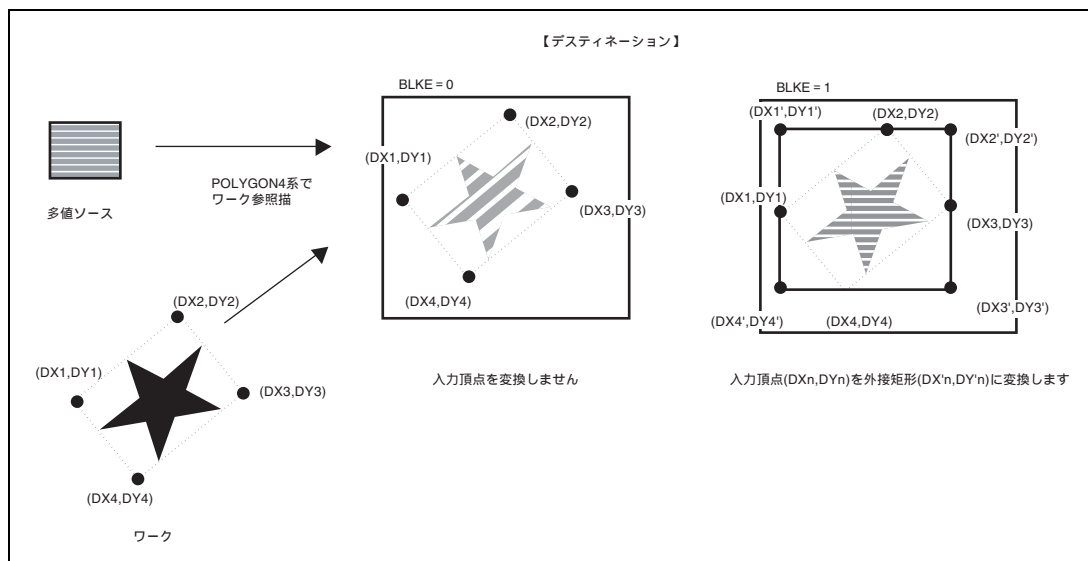 【デスティネーション】
BLKE = 0
(DX2,DY2)
(DX1,DY1)
(DX3,DY3)
(DX4,DY4)
入力頂点を変換しません
BLKE = 1
(DX1',DY1')
(DX2,DY2)
(DX2',DY2')
(DX1,DY1)
(DX3,DY3)
(DX3',DY3')
(DX4',DY4')
(DX4,DY4)
入力頂点(DXn,DYn)を外接矩形(DX'n,DY'n)に変換します
多値ソース
POLYGON4系で
ワーク参照描
(DX2,DY2)
(DX1,DY1)
(DX3,DY3)
(DX4,DY4)
ワーク